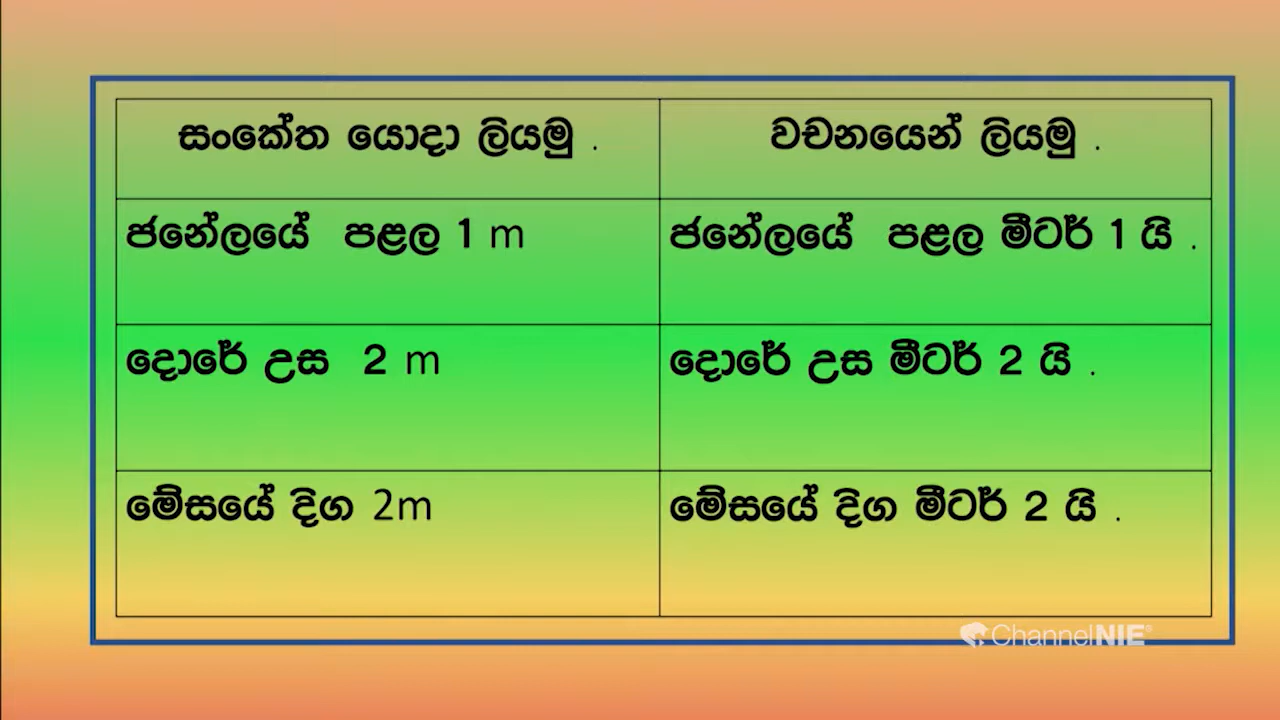 සංකේත යොදා ලියමු .
වචනයෙන් ලියමු .
ජනේලයේ පළල 1 m
ජනේලයේ පළල මීටර් 1 යි .
දොරේ උස 2 m
දොරේ උස මීටර් 2 යි .
මේසයේ දිග 2m
මේසයේ දිග මීටර් 2 යි .
ChannelNIE